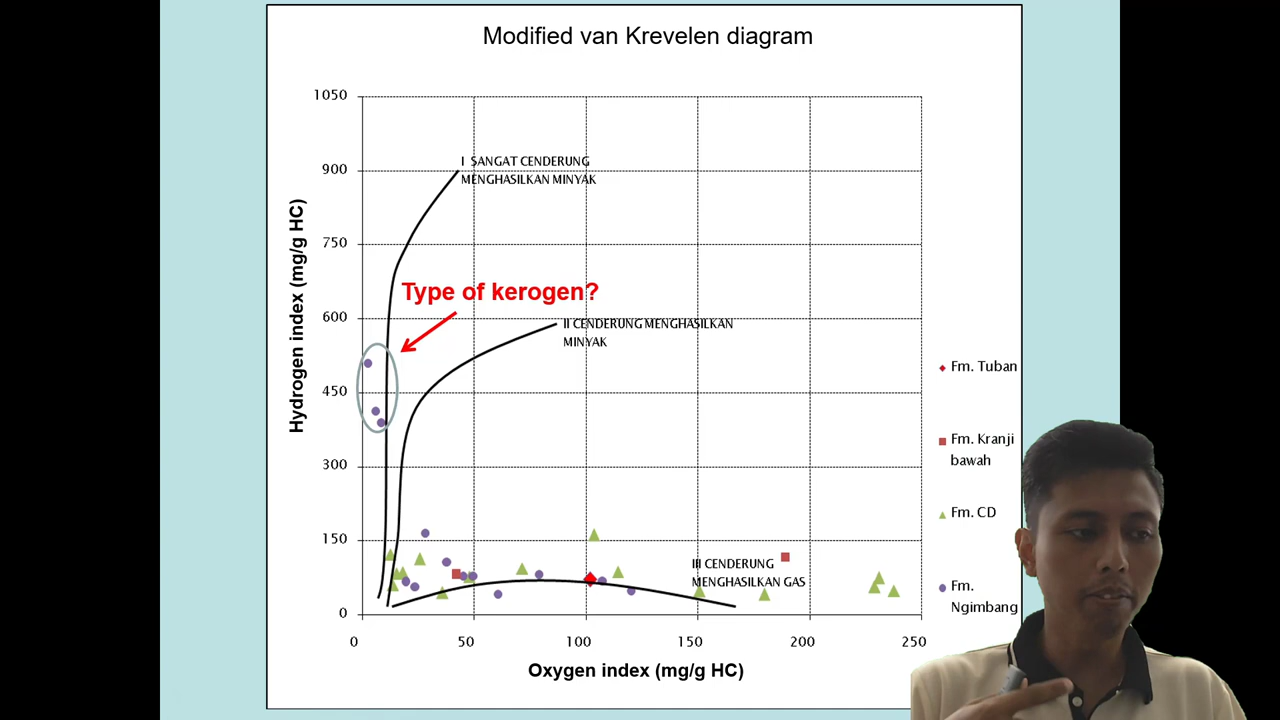 Modified van Krevelen diagram
1050
900
750
600
450
300
150
0
Hydrogen index (mg/g HC)
I SANGAT CENDERUNG
MENGHASILKAN MINYAK
Type of kerogen?
II CENDERUNG MENGHASILKAN
MINYAK
III CENDERUNG
MENGHASILKAN GAS
Fm. Tuban
Fm. Kranji
bawah
Fm. CD
Fm.
Ngimbang
0
50
100
150
200
250
Oxygen index (mg/g HC)